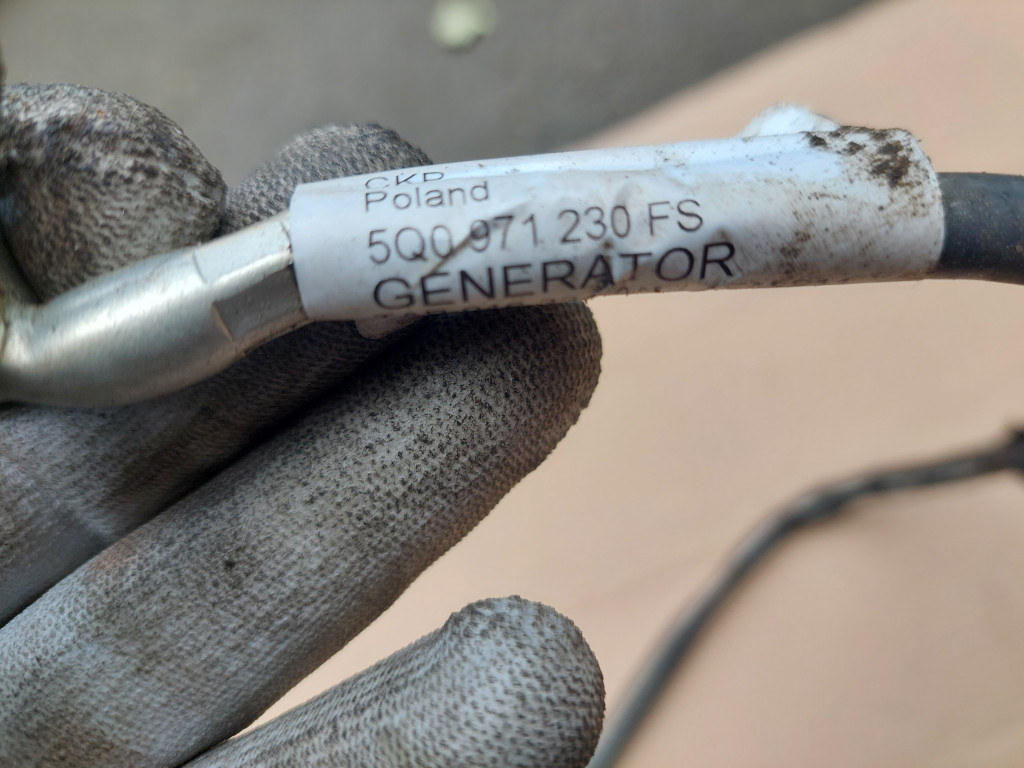 Poland
5Q0 971 230 FS
GENERATOR